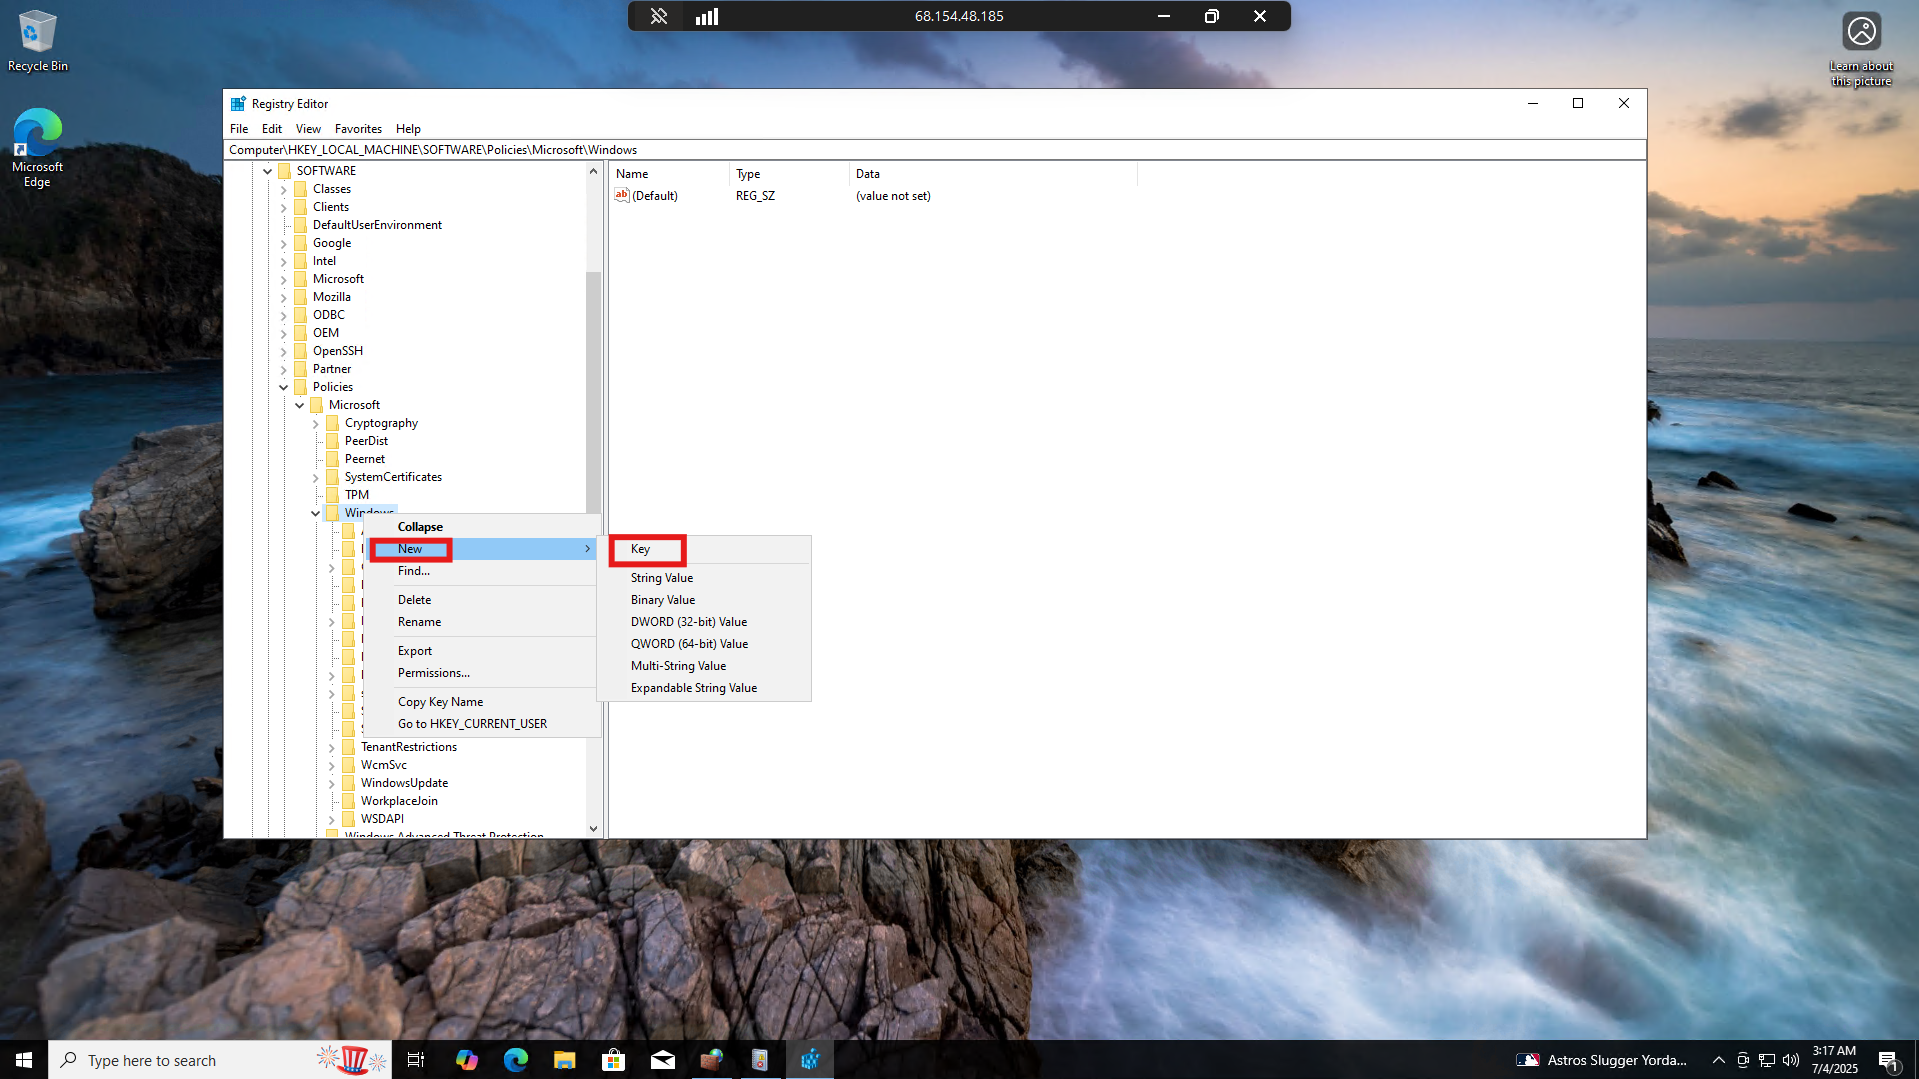 68.154.48.185
Recycle Bin
Learn about
this picture
Microsoft
Edge
Registry Editor
File Edit View Favorites Help
Computer\HKEY_LOCAL_MACHINE\SOFTWARE\Policies\Microsoft\Windows
SOFTWARE
Classes
Clients
DefaultUserEnvironment
Google
Intel
Microsoft
Mozilla
ODBC
OEM
OpenSSH
Partner
Policies
Microsoft
Cryptography
PeerDist
Peernet
SystemCertificates
TPM
Windows
TenantRestrictions
WcmSvc
WindowsUpdate
WorkplaceJoin
WSDAPI
Windows Advanced Threat Protection
Name Type Data
(Default) REG_SZ (value not set)
Collapse
New
Find...
Delete
Rename
Export
Permissions...
Copy Key Name
Go to HKEY_CURRENT_USER
Key
String Value
Binary Value
DWORD (32-bit) Value
QWORD (64-bit) Value
Multi-String Value
Expandable String Value
Type here to search
Astros Slugger Yorda...
3:17 AM
7/4/2025
1